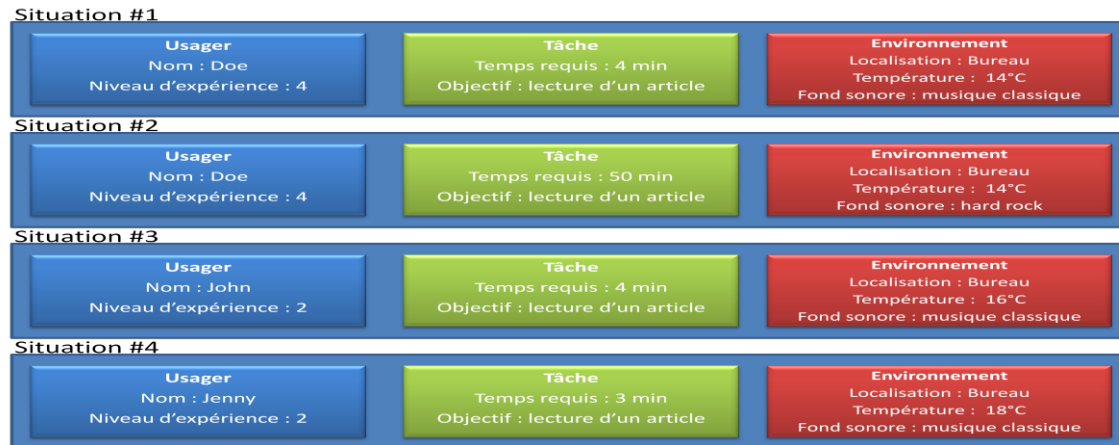 Situation #1
Usager
Nom : Doe
Niveau d'expérience : 4
Tâche
Temps requis : 4 min
Objectif : lecture d'un article
Environnement
Localisation : Bureau
Température :  14°C
Fond sonore : musique classique
Situation #2
Usager
Nom : Doe
Niveau d'expérience : 4
Tâche
Temps requis : 50 min
Objectif : lecture d'un article
Environnement
Localisation : Bureau
Température :  14°C
Fond sonore : hard rock
Situation #3
Usager
Nom : John
Niveau d'expérience : 2
Tâche
Temps requis : 4 min
Objectif : lecture d'un article
Environnement
Localisation : Bureau
Température :  16°C
Fond sonore : musique classique
Situation #4
Usager
Nom : Jenny
Niveau d'expérience : 2
Tâche
Temps requis : 3 min
Objectif : lecture d'un article
Environnement
Localisation : Bureau
Température :  18°C
Fond sonore : musique classique